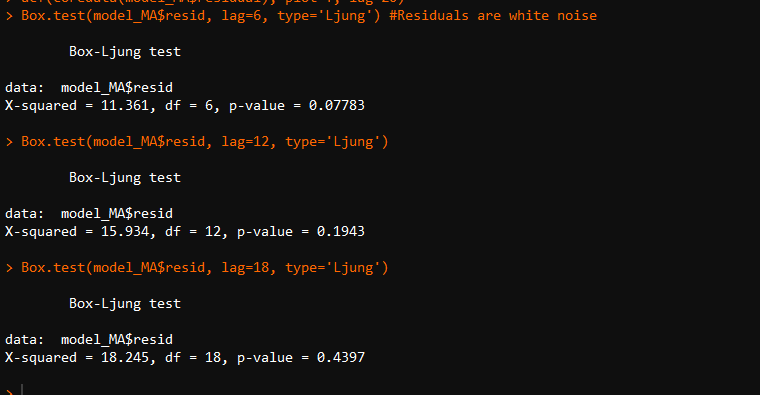 > Box.test(model_MA$resid, lag=6, type='Ljung') #Residuals are white noise
Box-Ljung test
data:  model_MA$resid
X-squared = 11.361, df = 6, p-value = 0.07783
> Box.test(model_MA$resid, lag=12, type='Ljung')
Box-Ljung test
data:  model_MA$resid
X-squared = 15.934, df = 12, p-value = 0.1943
> Box.test(model_MA$resid, lag=18, type='Ljung')
Box-Ljung test
data:  model_MA$resid
X-squared = 18.245, df = 18, p-value = 0.4397
>